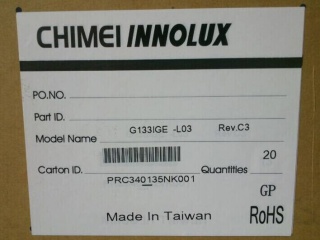 CHIMEI INNOLUX
PO.NO.
Part ID.
Model Name G133IGE -L03 Rev.C3
Carton ID. Quantities 20
PRC340135NK001
GP
Made In Taiwan RoHS